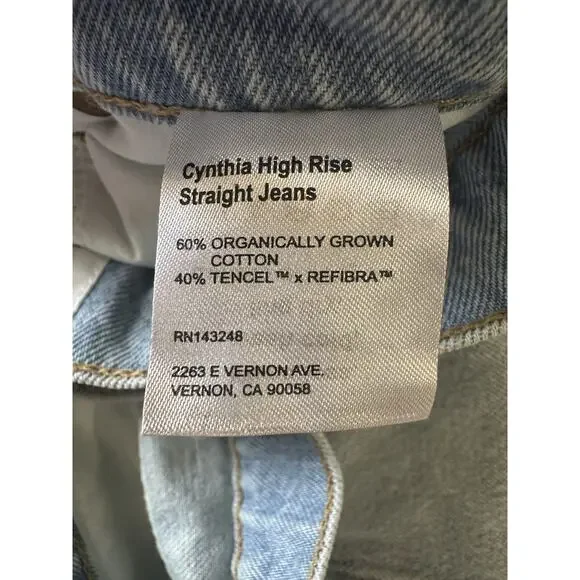 Cynthia High Rise
Straight Jeans
60% ORGANICALLY GROWN
COTTON
40% TENCEL™ x REFIBRA™
RN143248
2263 E VERNON AVE.
VERNON, CA 90058